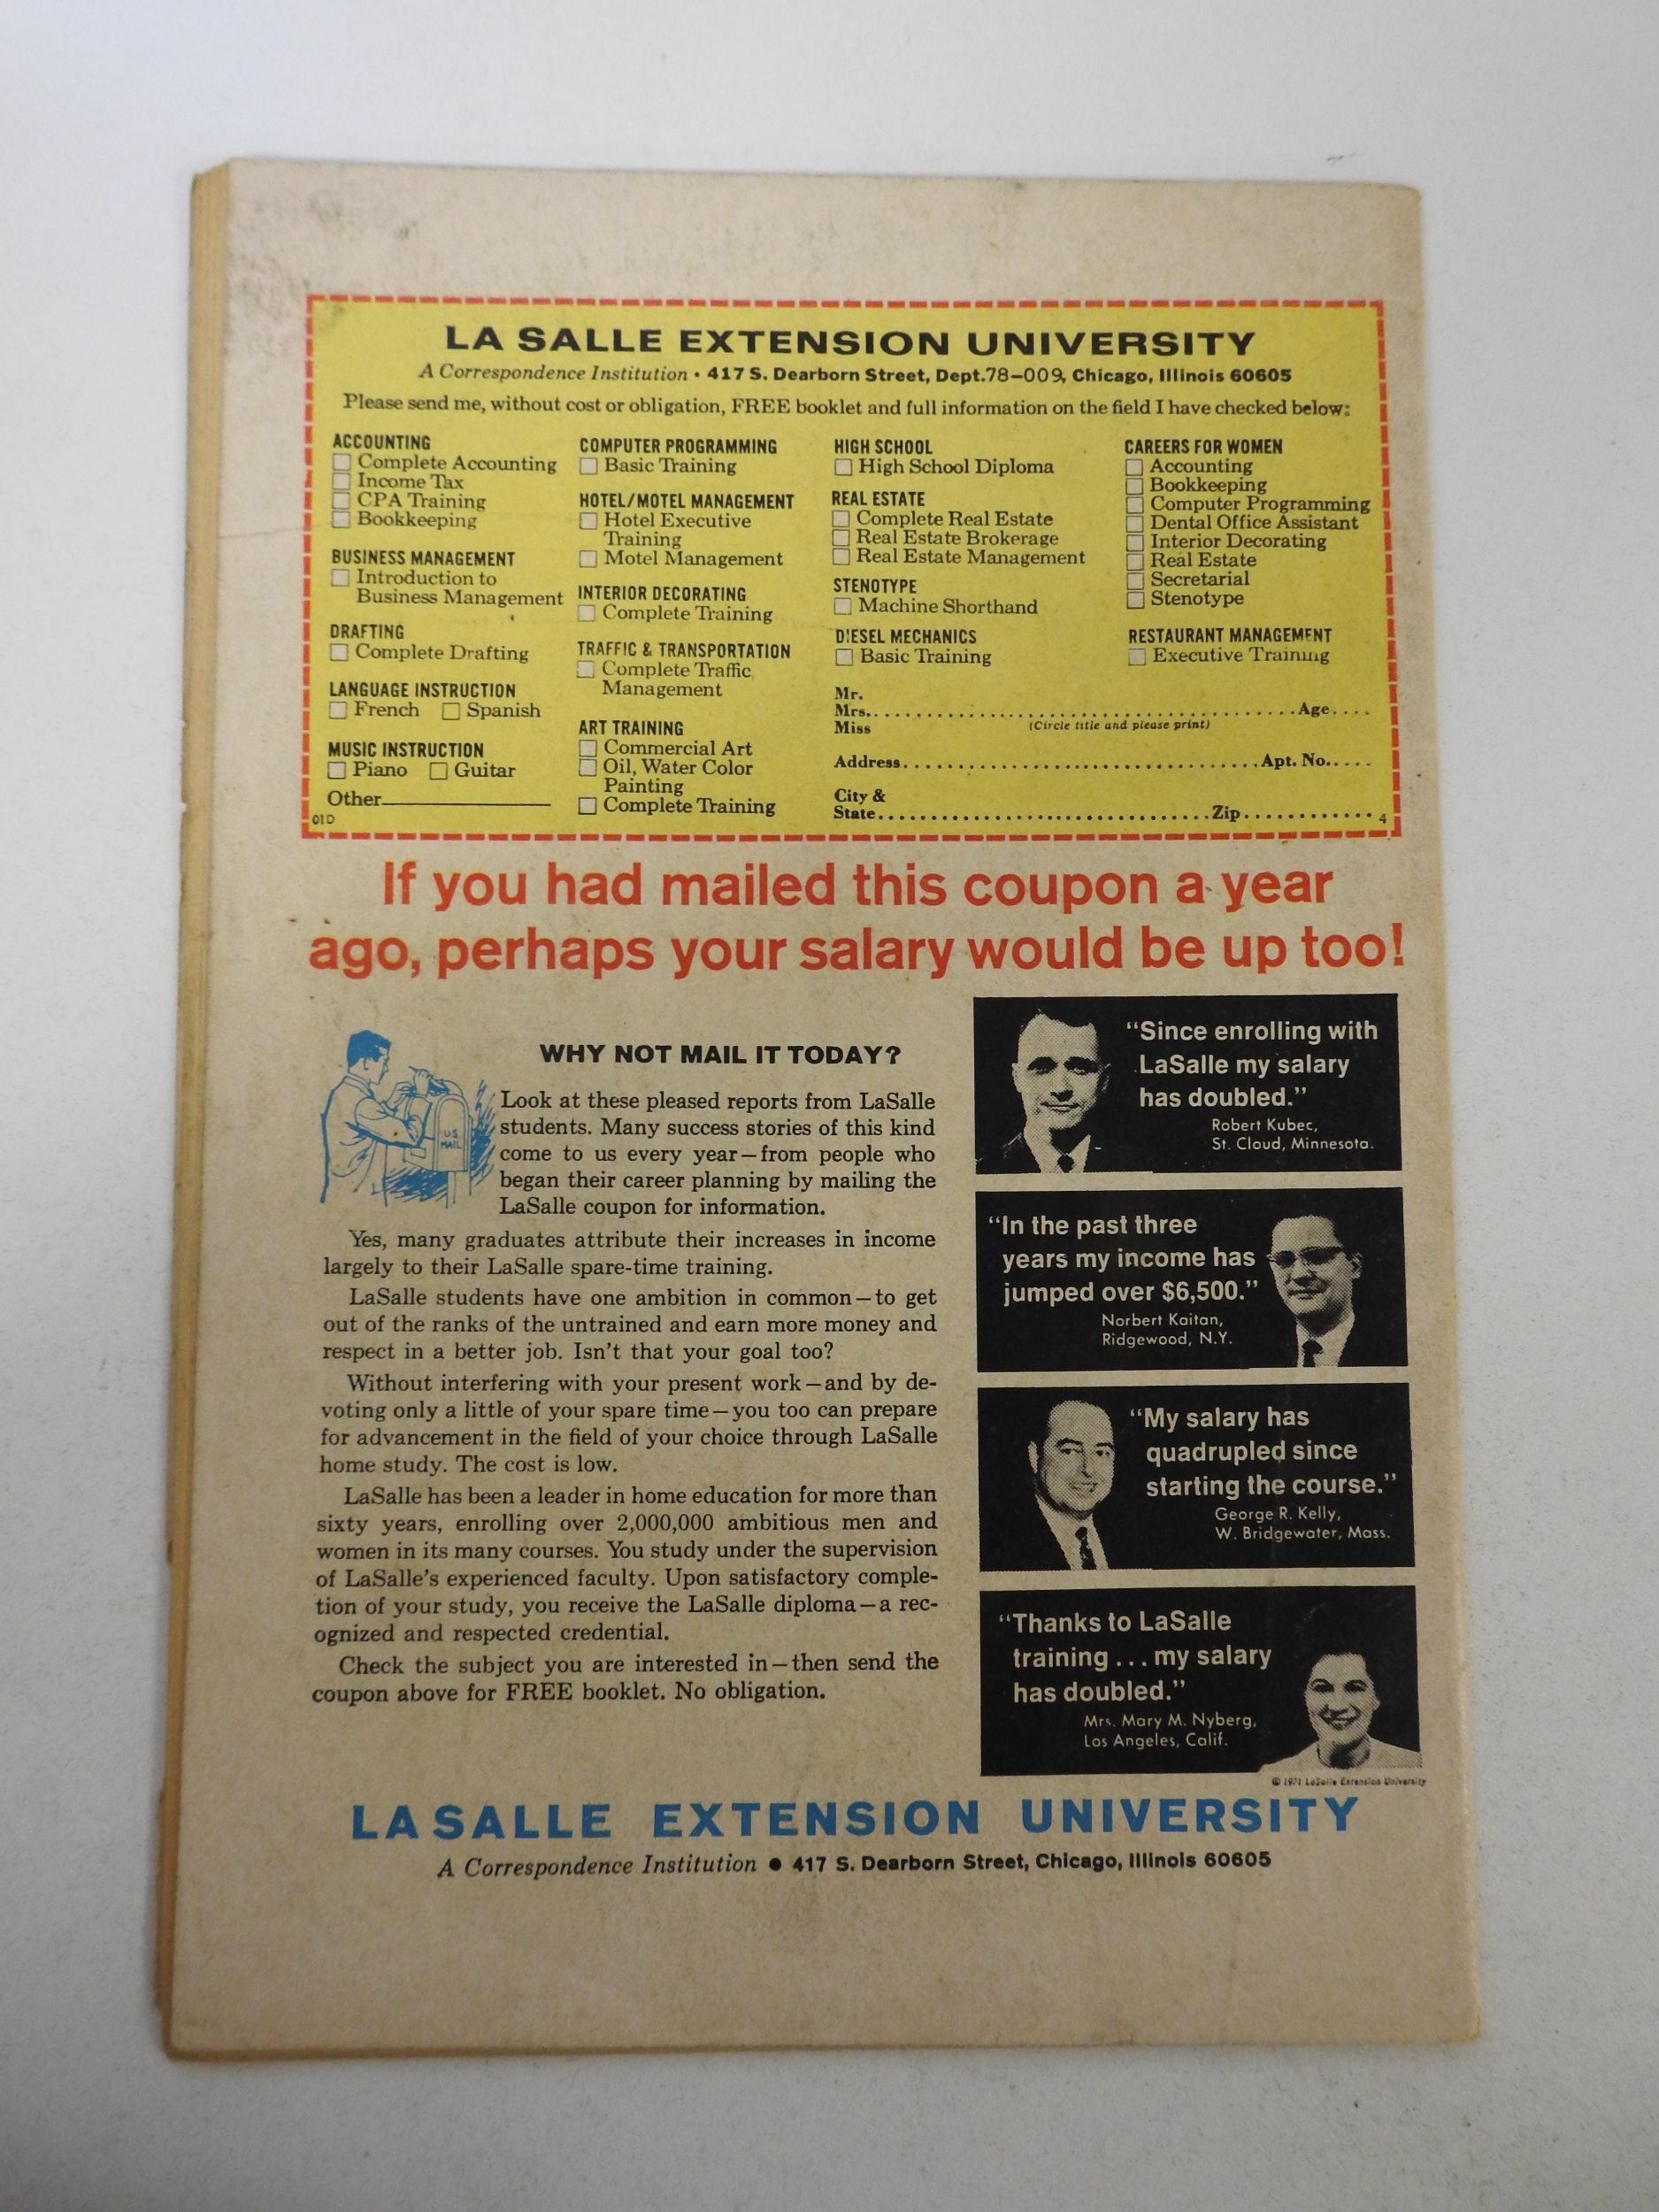 LA SALLE EXTENSION UNIVERSITY
A Correspondence Institution • 417 S. Dearborn Street, Dept. 78-009, Chicago, Illinois 60605
Please send me, without cost or obligation, FREE booklet and full information on the field I have checked below:
ACCOUNTING
Complete Accounting
Income Tax
CPA Training
Bookkeeping
BUSINESS MANAGEMENT
Introduction to
Business Management
DRAFTING
Complete Drafting
LANGUAGE INSTRUCTION
French Spanish
MUSIC INSTRUCTION
Piano Guitar
Other
01D
COMPUTER PROGRAMMING
Basic Training
HOTEL/MOTEL MANAGEMENT
Hotel Executive
Training
Motel Management
INTERIOR DECORATING
Complete Training
TRAFFIC & TRANSPORTATION
Complete Traffic
Management
ART TRAINING
Commercial Art
Oil, Water Color
Painting
Complete Training
HIGH SCHOOL
High School Diploma
REAL ESTATE
Complete Real Estate
Real Estate Brokerage
Real Estate Management
STENOTYPE
Machine Shorthand
DIESEL MECHANICS
Basic Training
CAREERS FOR WOMEN
Accounting
Bookkeeping
Computer Programming
Dental Office Assistant
Interior Decorating
Real Estate
Secretarial
Stenotype
RESTAURANT MANAGEMENT
Executive Training
Mr.
Mrs. Age
Miss (Circle title and please print)
Address Apt. No.
City &
State Zip 4
If you had mailed this coupon a year
ago, perhaps your salary would be up too!
WHY NOT MAIL IT TODAY?
U.S.
MAIL
Look at these pleased reports from LaSalle
students. Many success stories of this kind
come to us every year—from people who
began their career planning by mailing the
LaSalle coupon for information.
Yes, many graduates attribute their increases in income
largely to their LaSalle spare-time training.
LaSalle students have one ambition in common—to get
out of the ranks of the untrained and earn more money and
respect in a better job. Isn't that your goal too?
Without interfering with your present work—and by de-
voting only a little of your spare time—you too can prepare
for advancement in the field of your choice through LaSalle
home study. The cost is low.
LaSalle has been a leader in home education for more than
sixty years, enrolling over 2,000,000 ambitious men and
women in its many courses. You study under the supervision
of LaSalle's experienced faculty. Upon satisfactory comple-
tion of your study, you receive the LaSalle diploma—a rec-
ognized and respected credential.
Check the subject you are interested in—then send the
coupon above for FREE booklet. No obligation.
"Since enrolling with
LaSalle my salary
has doubled."
Robert Kubec,
St. Cloud, Minnesota.
"In the past three
years my income has
jumped over $6,500."
Norbert Kaitan,
Ridgewood, N.Y.
"My salary has
quadrupled since
starting the course."
George R. Kelly,
W. Bridgewater, Mass.
"Thanks to LaSalle
training... my salary
has doubled."
Mrs. Mary M. Nyberg,
Los Angeles, Calif.
© 1971 LaSalle Extension University
LASALLE EXTENSION UNIVERSITY
A Correspondence Institution • 417 S. Dearborn Street, Chicago, Illinois 60605